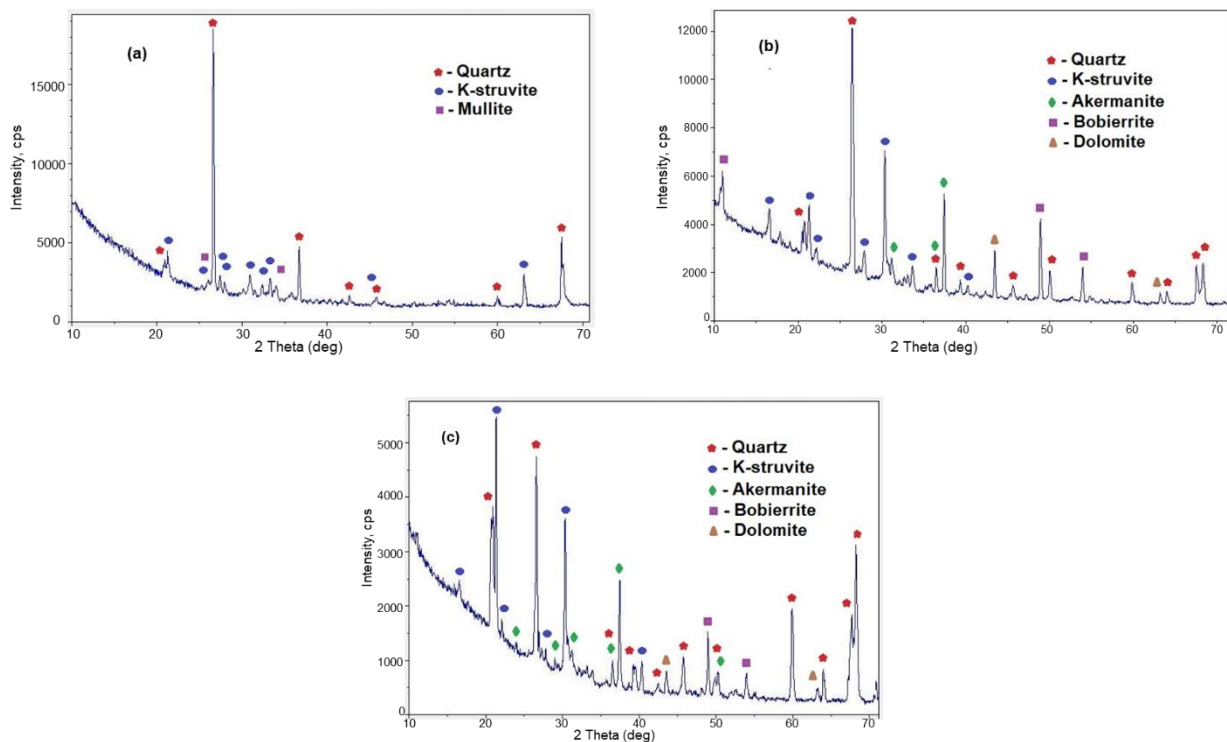 (a)
- Quartz
- K-struvite
- Mullite
15000
10000
5000
0
Intensity, cps
10 20 30 40 50 60 70
2 Theta (deg)
(b)
- Quartz
- K-struvite
- Akermanite
- Bobierrite
- Dolomite
12000
10000
8000
6000
4000
2000
0
Intensity, cps
10 20 30 40 50 60 70
2 Theta (deg)
(c)
- Quartz
- K-struvite
- Akermanite
- Bobierrite
- Dolomite
5000
4000
3000
2000
1000
0
Intensity, cps
10 20 30 40 50 60 70
2 Theta (deg)